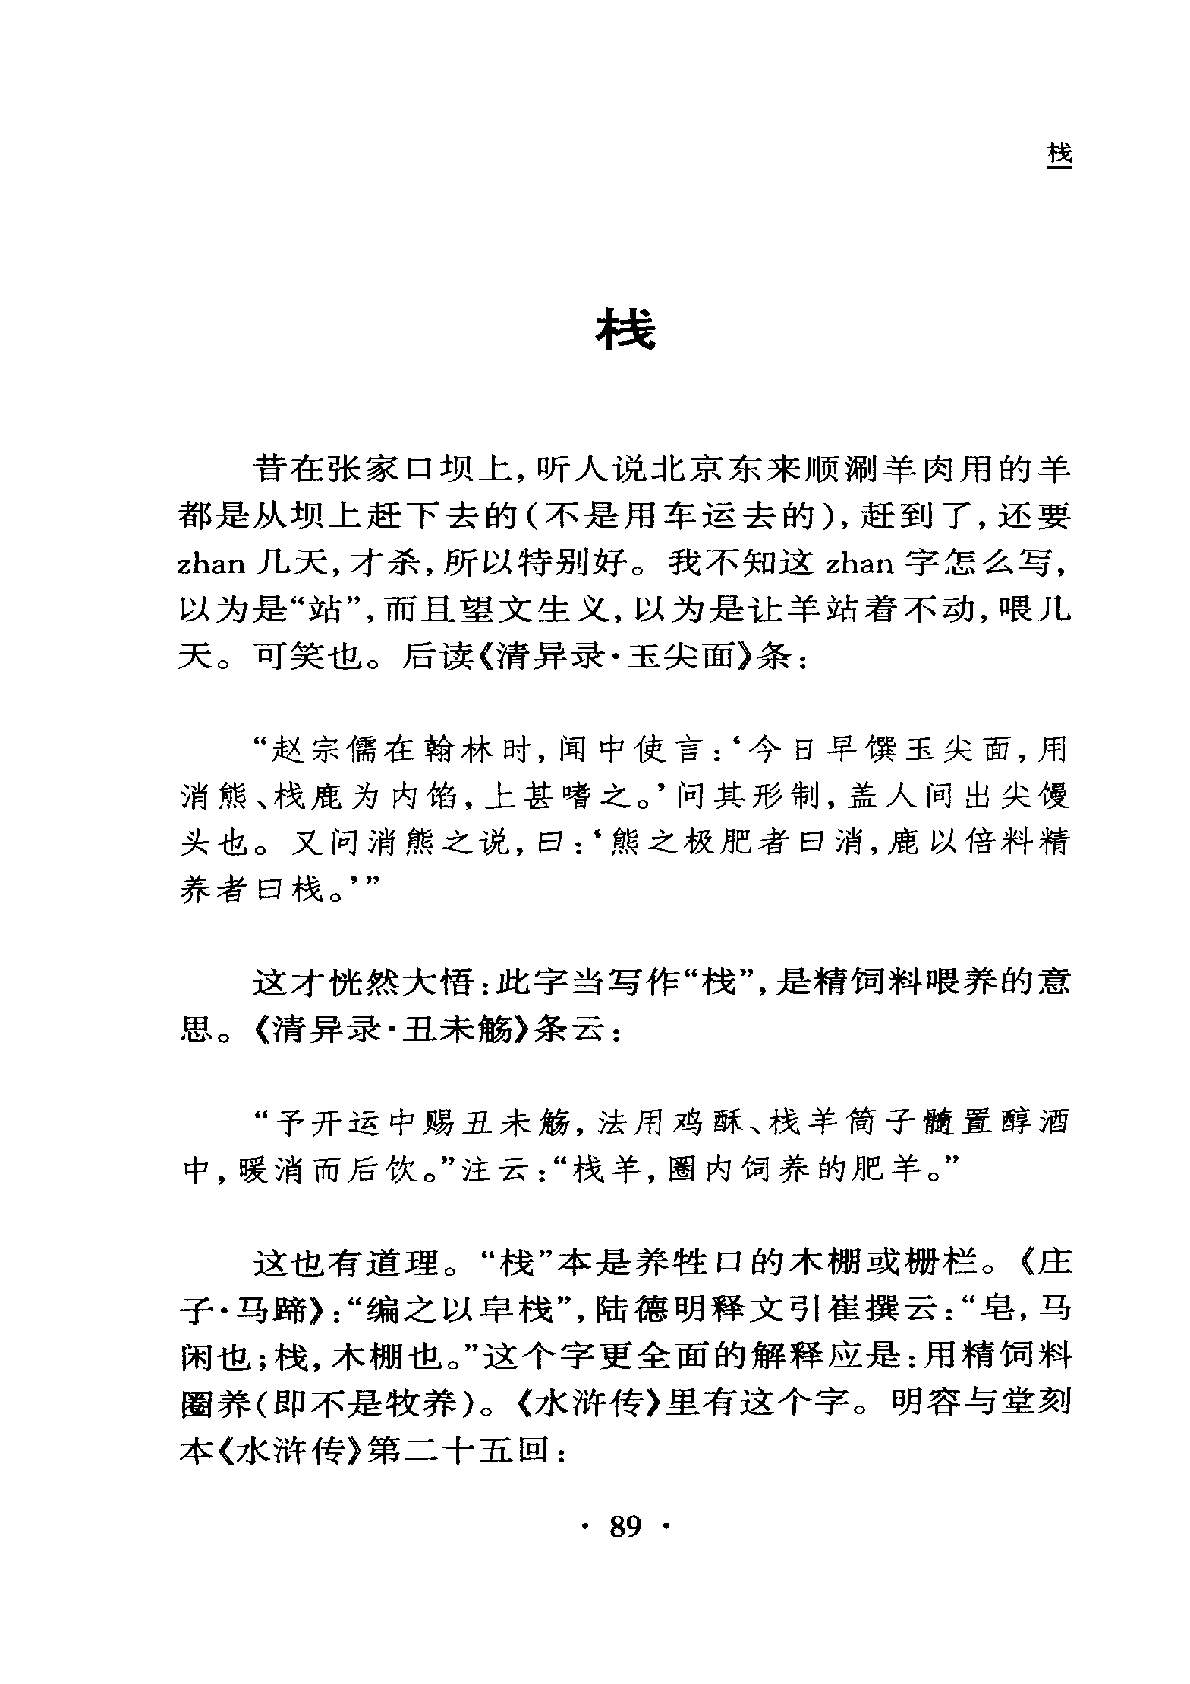 栈
栈
昔在张家口坝上,听人说北京东来顺涮羊肉用的羊
都是从坝上赶下去的(不是用车运去的),赶到了,还要
zhan 几天,才杀,所以特别好。我不知这 zhan 字怎么写,
以为是“站”,而且望文生义,以为是让羊站着不动,喂几
天。可笑也。后读《清异录·玉尖面》条:
“赵宗儒在翰林时,闻中使言:‘今日早馔玉尖面,用
消熊、栈鹿为内馅,上甚嗜之。’问其形制,盖人间出尖馒
头也。又问消熊之说,曰:‘熊之极肥者曰消,鹿以倍料精
养者曰栈。’”
这才恍然大悟:此字当写作“栈”,是精饲料喂养的意
思。《清异录·丑未觞》条云:
“予开运中赐丑未觞,法用鸡酥、栈羊筒子髓置醇酒
中,暖消而后饮。”注云:“栈羊,圈内饲养的肥羊。”
这也有道理。“栈”本是养牲口的木棚或栅栏。《庄
子·马蹄》:“编之以皁栈”,陆德明释文引崔撰云:“皂,马
闲也;栈,木棚也。”这个字更全面的解释应是:用精饲料
圈养(即不是牧养)。《水浒传》里有这个字。明容与堂刻
本《水浒传》第二十五回:
· 89 ·